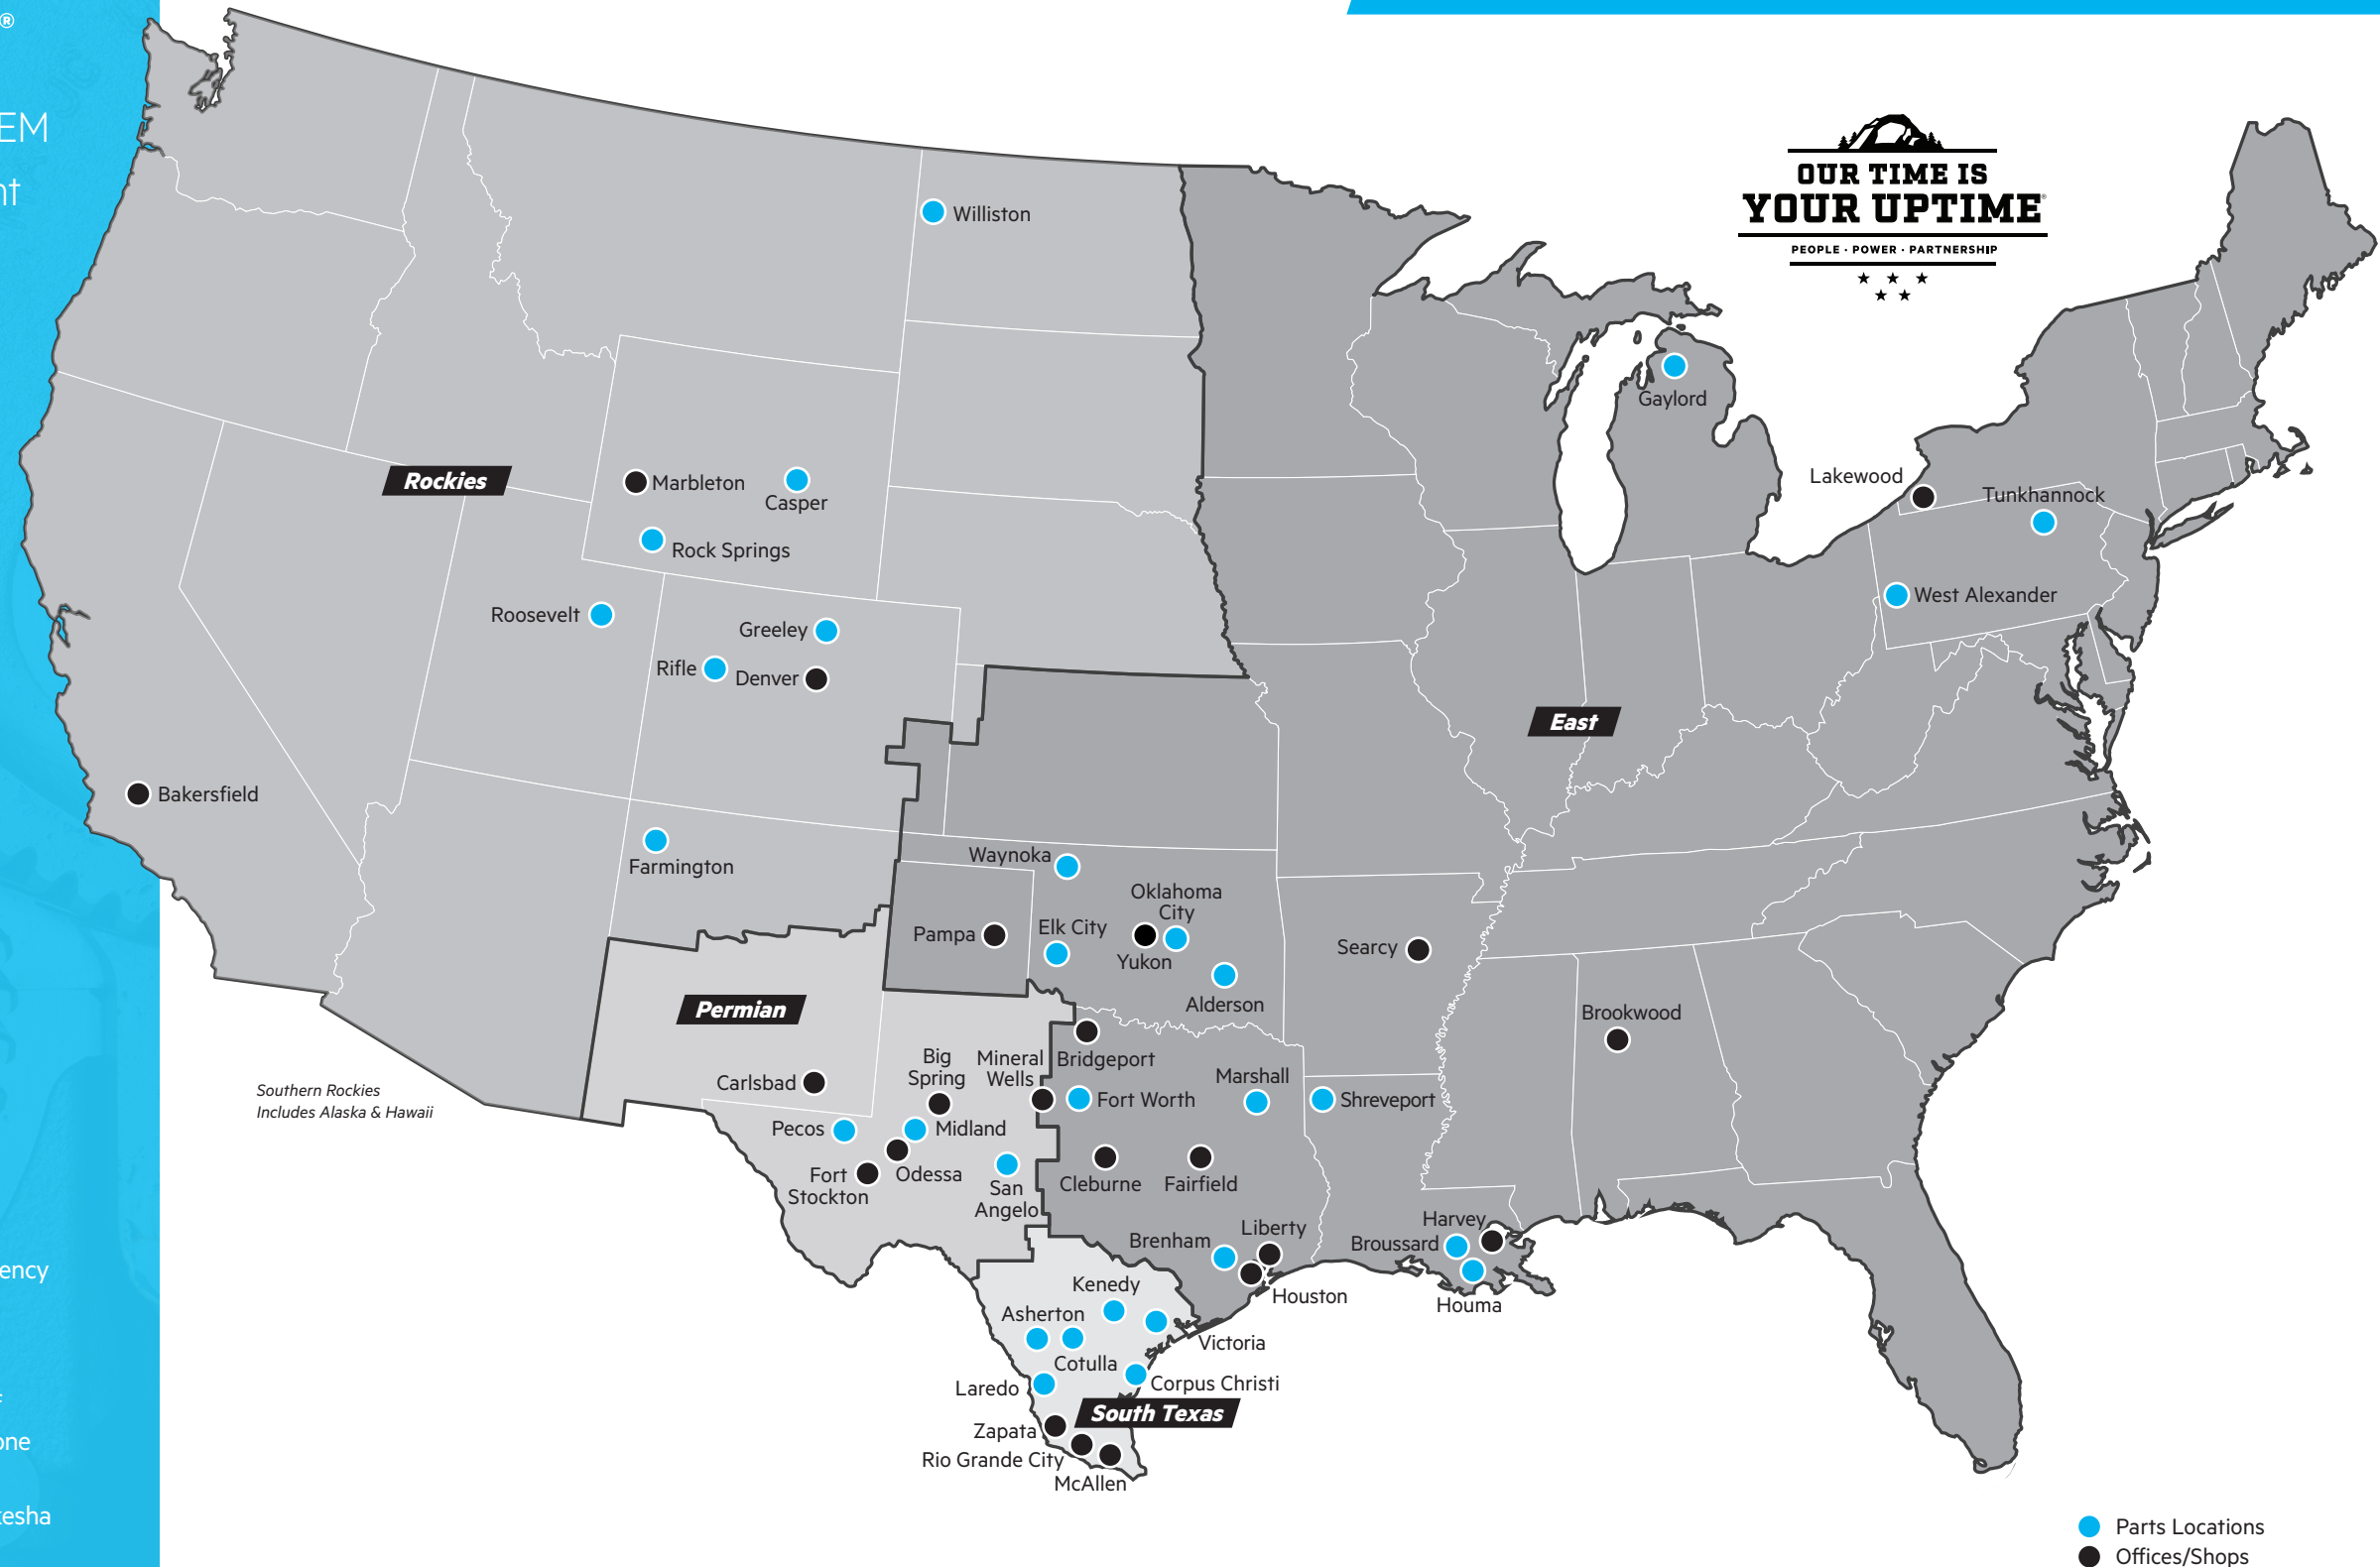 ®
EM
nt
ency
one
kesha
OUR TIME IS
YOUR UPTIME®
PEOPLE · POWER · PARTNERSHIP
Williston
Gaylord
Rockies
Marbleton
Casper
Rock Springs
Lakewood
Tunkhannock
West Alexander
Roosevelt
Greeley
Rifle
Denver
East
Bakersfield
Farmington
Waynoka
Oklahoma
City
Pampa
Elk City
Yukon
Searcy
Alderson
Permian
Brookwood
Big
Spring
Mineral
Wells
Bridgeport
Carlsbad
Marshall
Southern Rockies
Includes Alaska & Hawaii
Fort Worth
Shreveport
Pecos
Midland
Fort
Stockton
Odessa
San
Angelo
Cleburne
Fairfield
Harvey
Liberty
Brenham
Broussard
Kenedy
Houston
Houma
Asherton
Victoria
Cotulla
Laredo
Corpus Christi
South Texas
Zapata
Rio Grande City
McAllen
Parts Locations
Offices/Shops